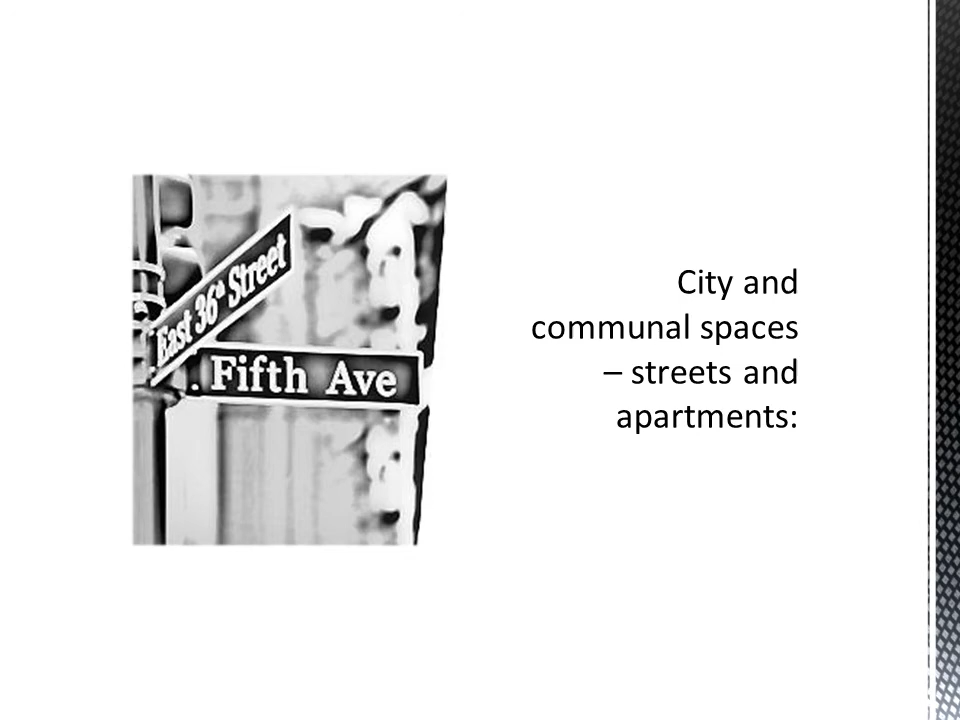 East 36th Street
Fifth Ave
City and
communal spaces
– streets and
apartments: